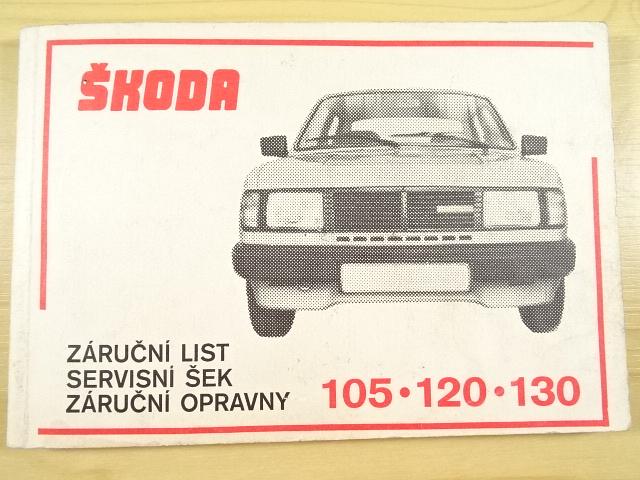 ŠKODA
ZÁRUČNÍ LIST
SERVISNÍ ŠEK
ZÁRUČNÍ OPRAVNY
105•120•130